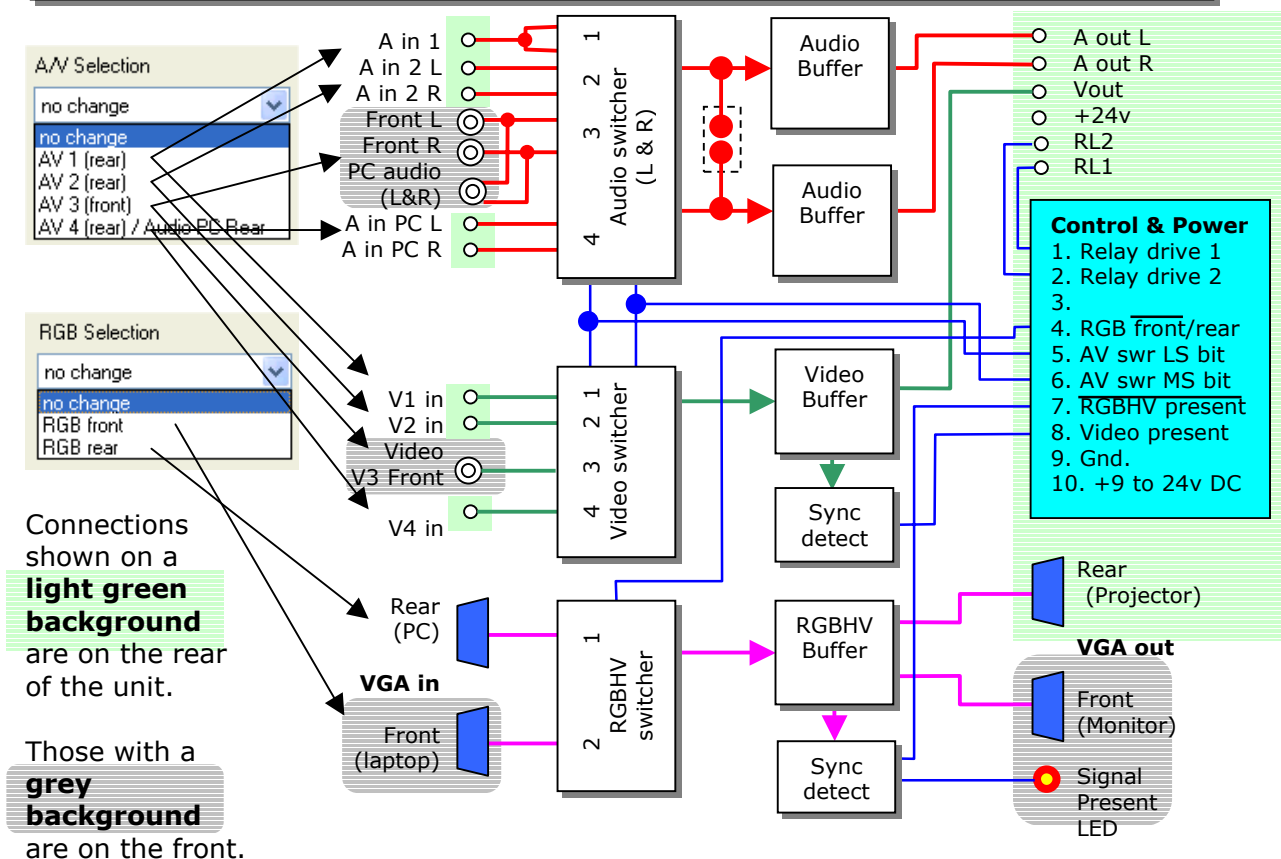 A/V Selection
no change
no change
AV 1 (rear)
AV 2 (rear)
AV 3 (front)
AV 4 (rear) / Audio PC Rear
RGB Selection
no change
no change
RGB front
RGB rear
Connections
shown on a
light green
background
are on the rear
of the unit.
Those with a
grey
background
are on the front.
A in 1
A in 2 L
A in 2 R
Front L
Front R
PC audio
(L&R)
A in PC L
A in PC R
1
2
3
4
Audio switcher
(L & R)
Audio
Buffer
Audio
Buffer
A out L
A out R
Vout
+24v
RL2
RL1
Control & Power
1. Relay drive 1
2. Relay drive 2
3.
4. RGB front/rear
5. AV swr LS bit
6. AV swr MS bit
7. RGBHV present
8. Video present
9. Gnd.
10. +9 to 24v DC
V1 in
V2 in
Video
V3 Front
V4 in
1
2
3
4
Video switcher
Video
Buffer
Sync
detect
Rear
(PC)
VGA in
Front
(laptop)
1
2
RGBHV
switcher
RGBHV
Buffer
Sync
detect
Rear
(Projector)
VGA out
Front
(Monitor)
Signal
Present
LED